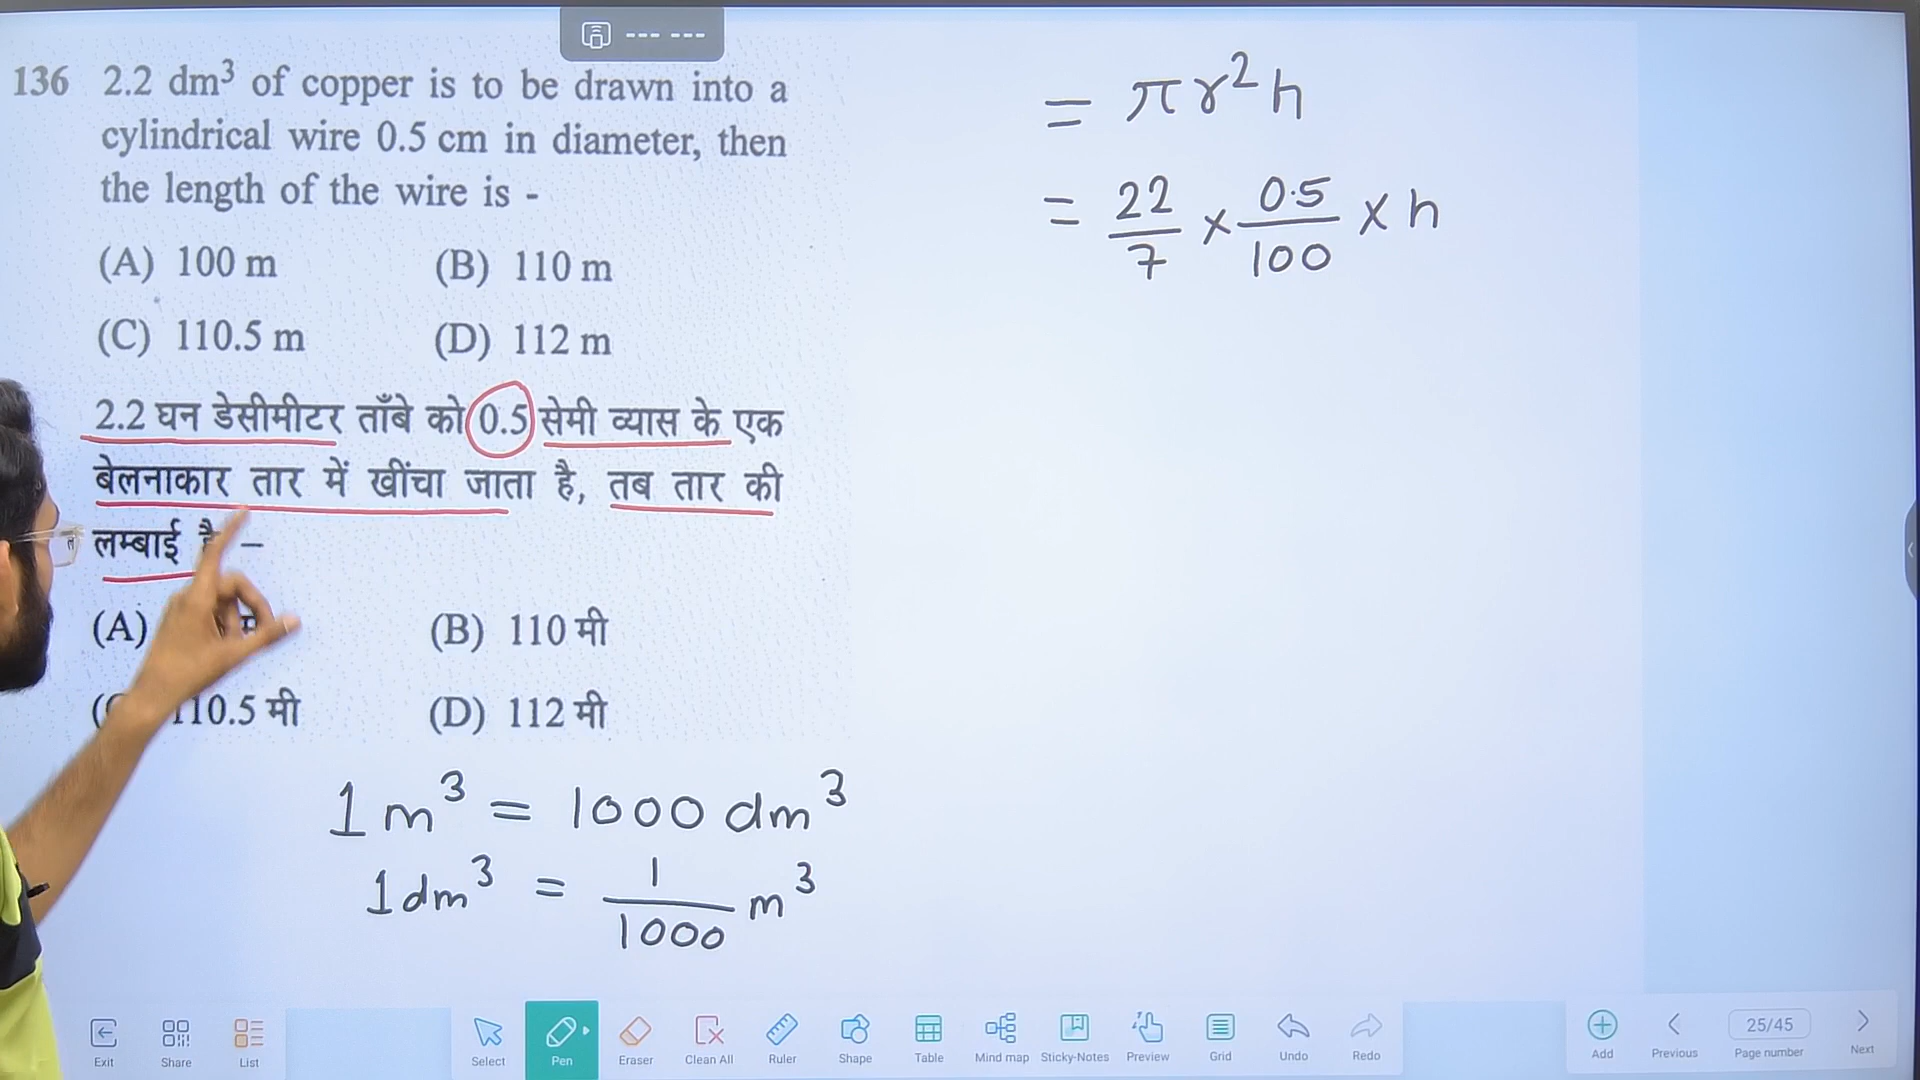 136 2.2 dm³ of copper is to be drawn into a
cylindrical wire 0.5 cm in diameter, then
the length of the wire is -
(A) 100 m (B) 110 m
(C) 110.5 m (D) 112 m
2.2 घन डेसीमीटर ताँबे को 0.5 सेमी व्यास के एक
बेलनाकार तार में खींचा जाता है, तब तार की
लम्बाई है –
(A) (B) 110 मी
110.5 मी (D) 112 मी
1 m³ = 1000 dm³
1 dm³ = 1/1000 m³
= πr²h
= 22/7 × 0.5/100 × h
Exit Share List Select Pen Eraser Clean All Ruler Shape Table Mind map Sticky-Notes Preview Grid Undo Redo Add Previous 25/45 Page number Next